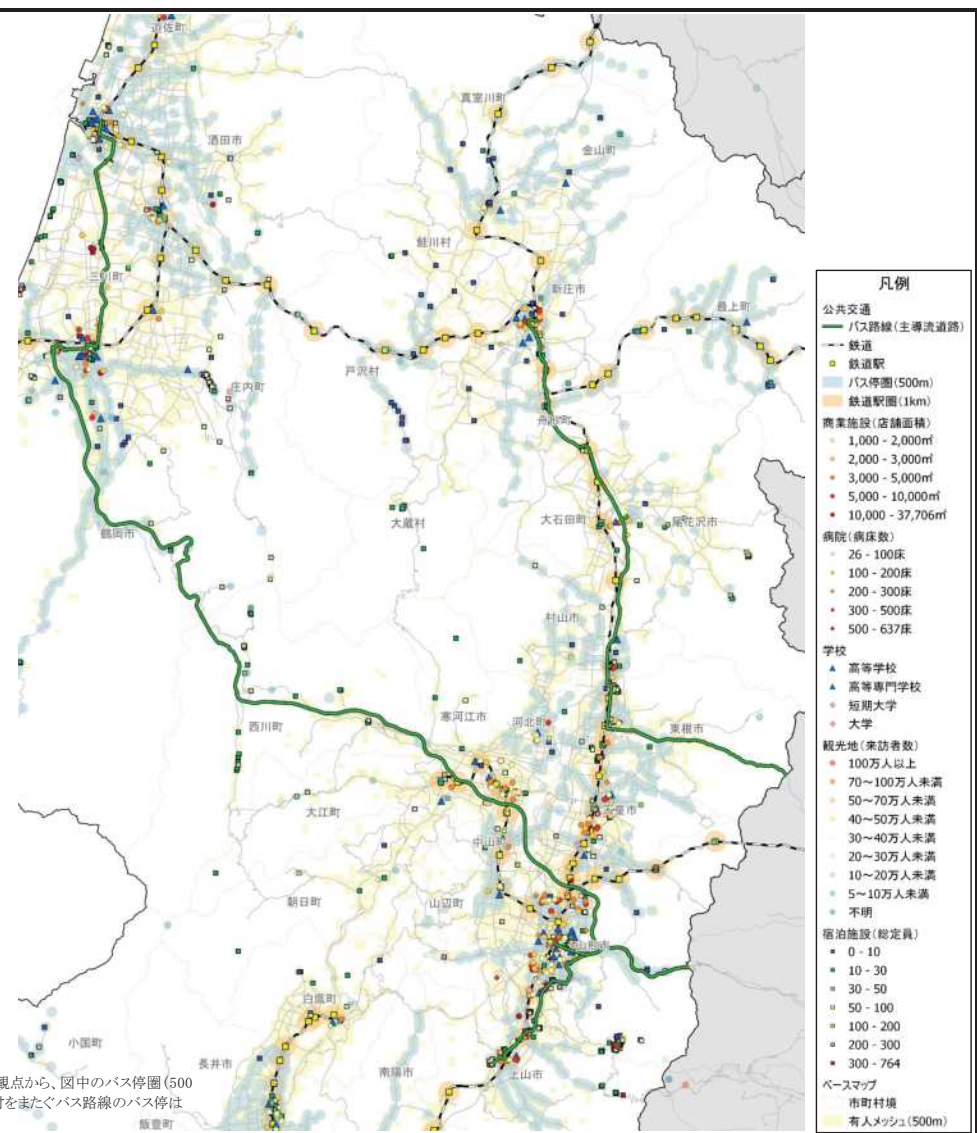 遊佐町
真室川町
酒田市
金山町
鮭川村
三川町
新庄市
最上町
戸沢村
庄内町
舟形町
大蔵村
大石田町
尾花沢市
鶴岡市
村山市
西川町
寒河江市
河北町
東根市
大江町
天童市
中山町
朝日町
山辺町
山形市
白鷹町
小国町
長井市
南陽市
上山市
飯豊町
観点から、図中のバス停圏(500
村をまたぐバス路線のバス停は
凡例
公共交通
バス路線(主導流道路)
鉄道
鉄道駅
バス停圏(500m)
鉄道駅圏(1km)
商業施設(店舗面積)
1,000 - 2,000㎡
2,000 - 3,000㎡
3,000 - 5,000㎡
5,000 - 10,000㎡
10,000 - 37,706㎡
病院(病床数)
26 - 100床
100 - 200床
200 - 300床
300 - 500床
500 - 637床
学校
高等学校
高等専門学校
短期大学
大学
観光地(来訪者数)
100万人以上
70～100万人未満
50～70万人未満
40～50万人未満
30～40万人未満
20～30万人未満
10～20万人未満
5～10万人未満
不明
宿泊施設(総定員)
0 - 10
10 - 30
30 - 50
50 - 100
100 - 200
200 - 300
300 - 764
ベースマップ
市町村境
有人メッシュ(500m)